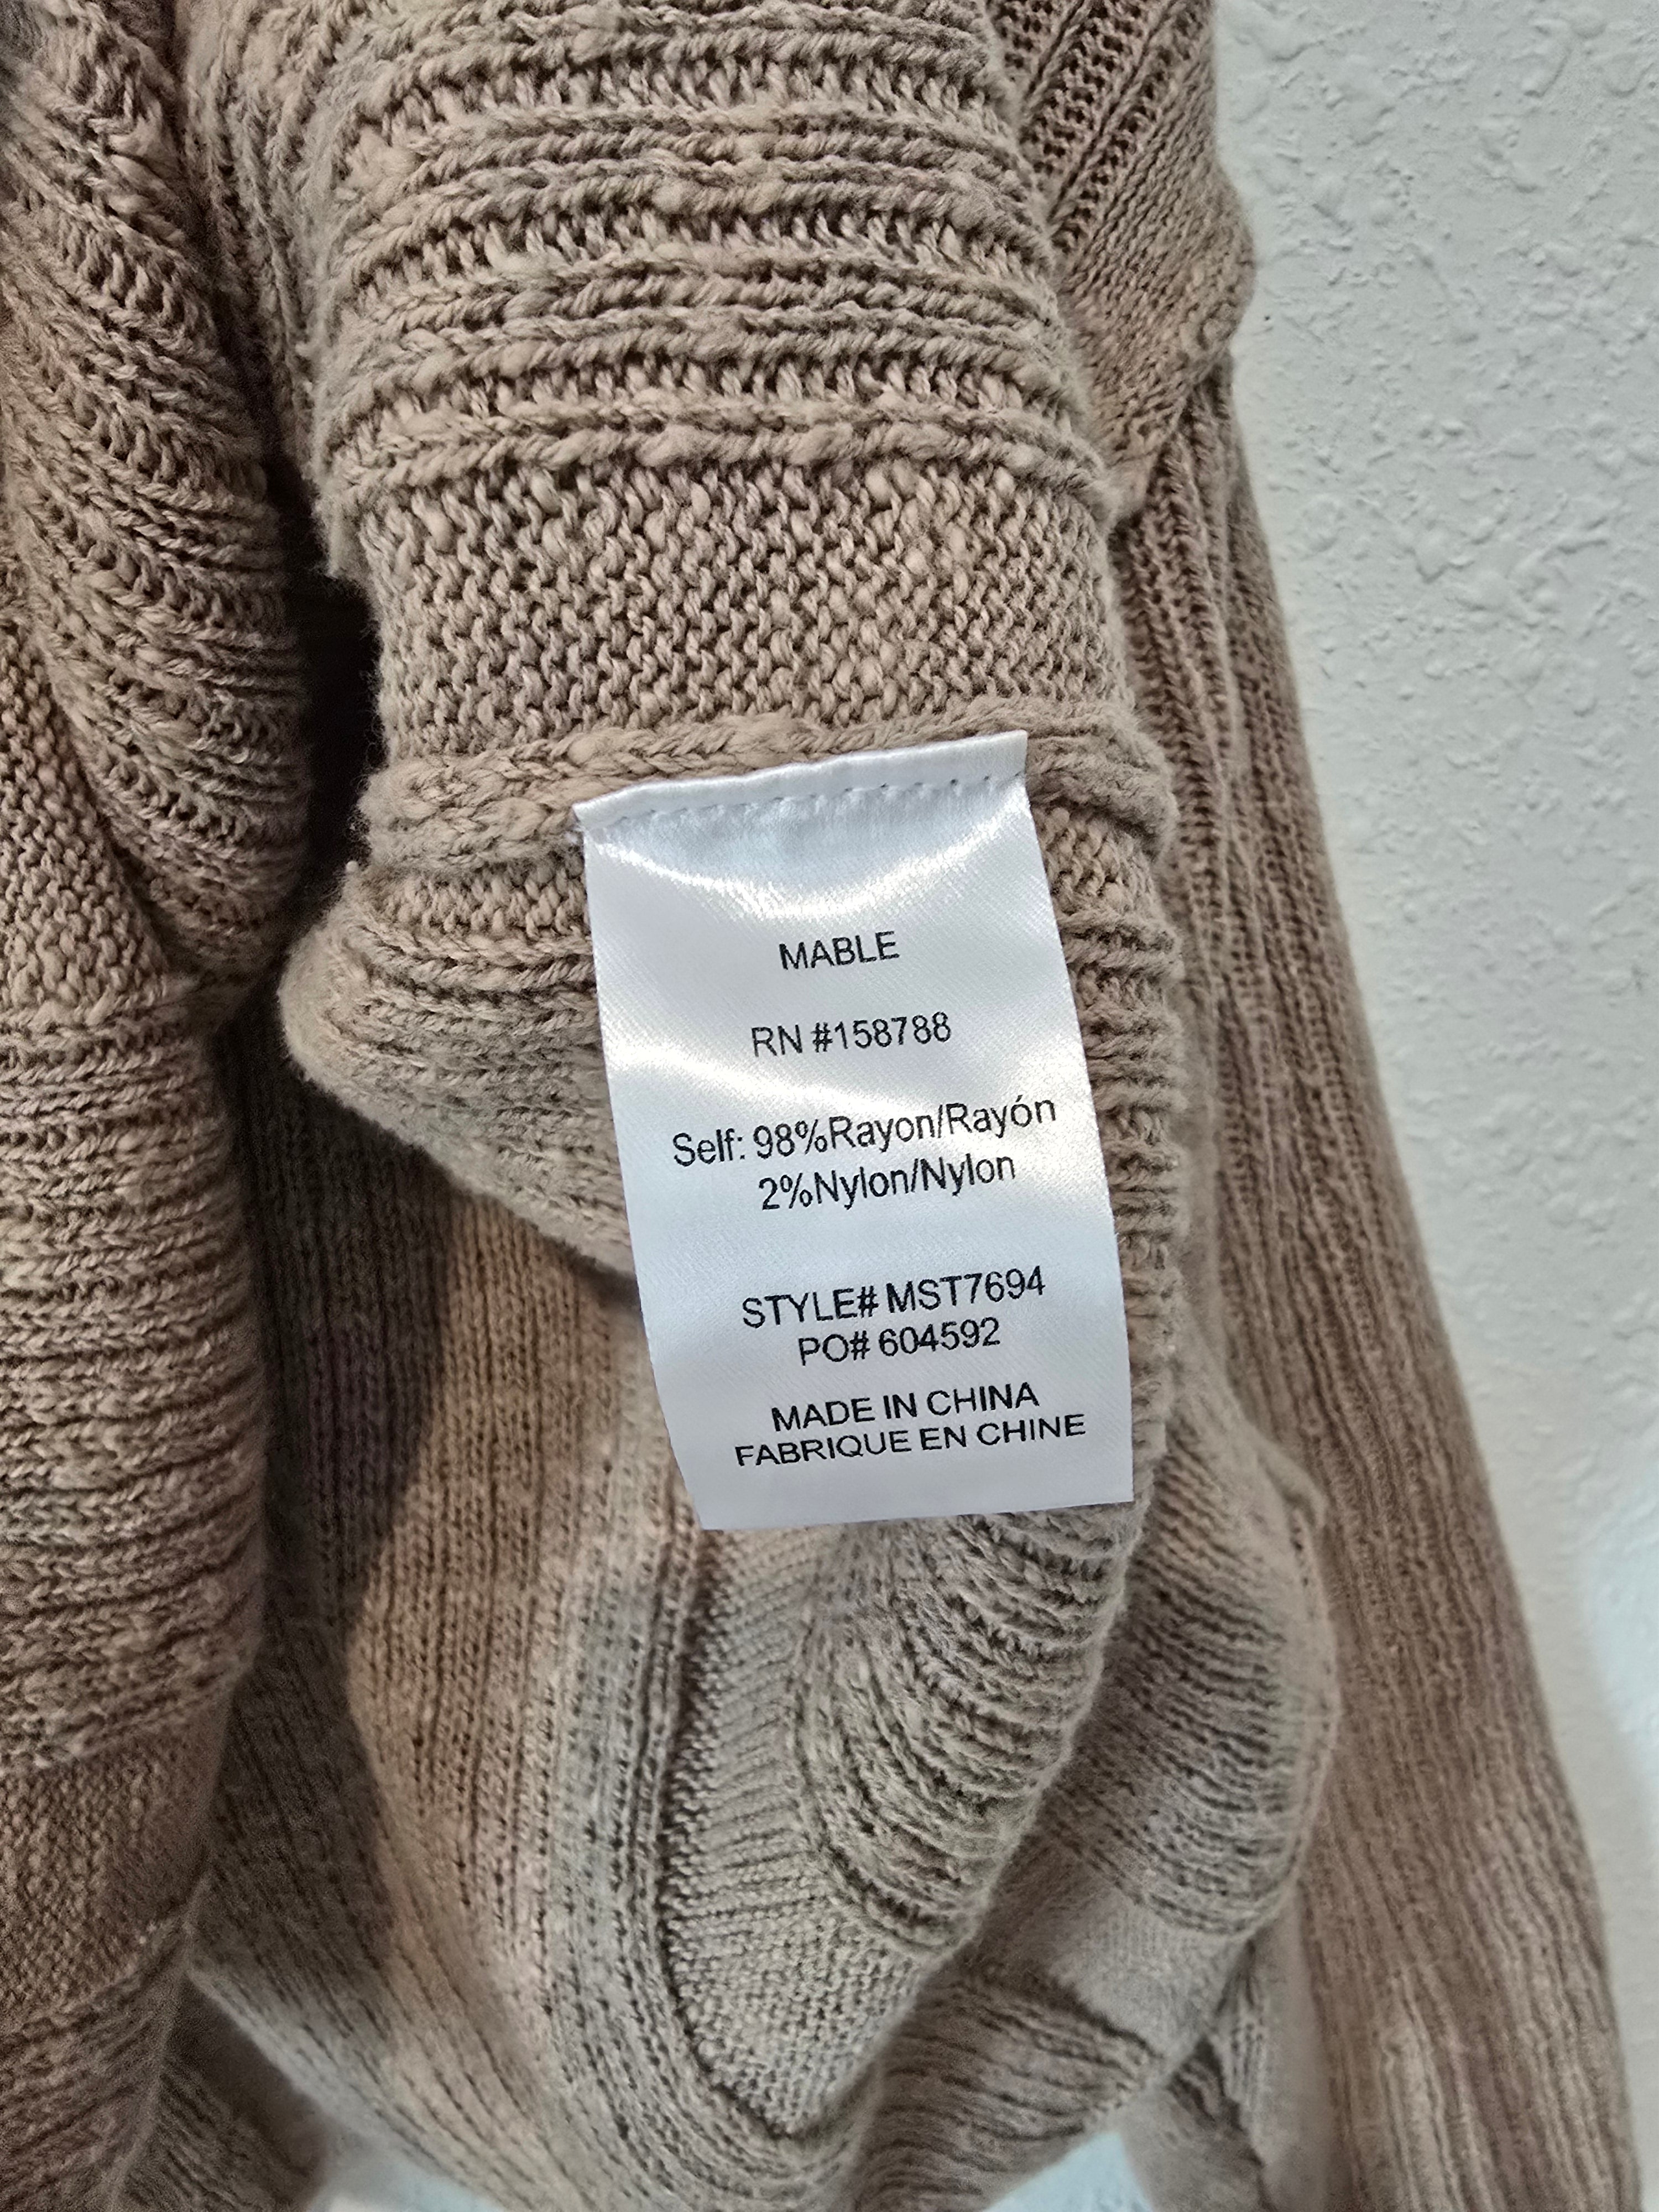 MABLE
RN #158788
Self: 98%Rayon/Rayón
2%Nylon/Nylon
STYLE# MST7694
PO# 604592
MADE IN CHINA
FABRIQUE EN CHINE